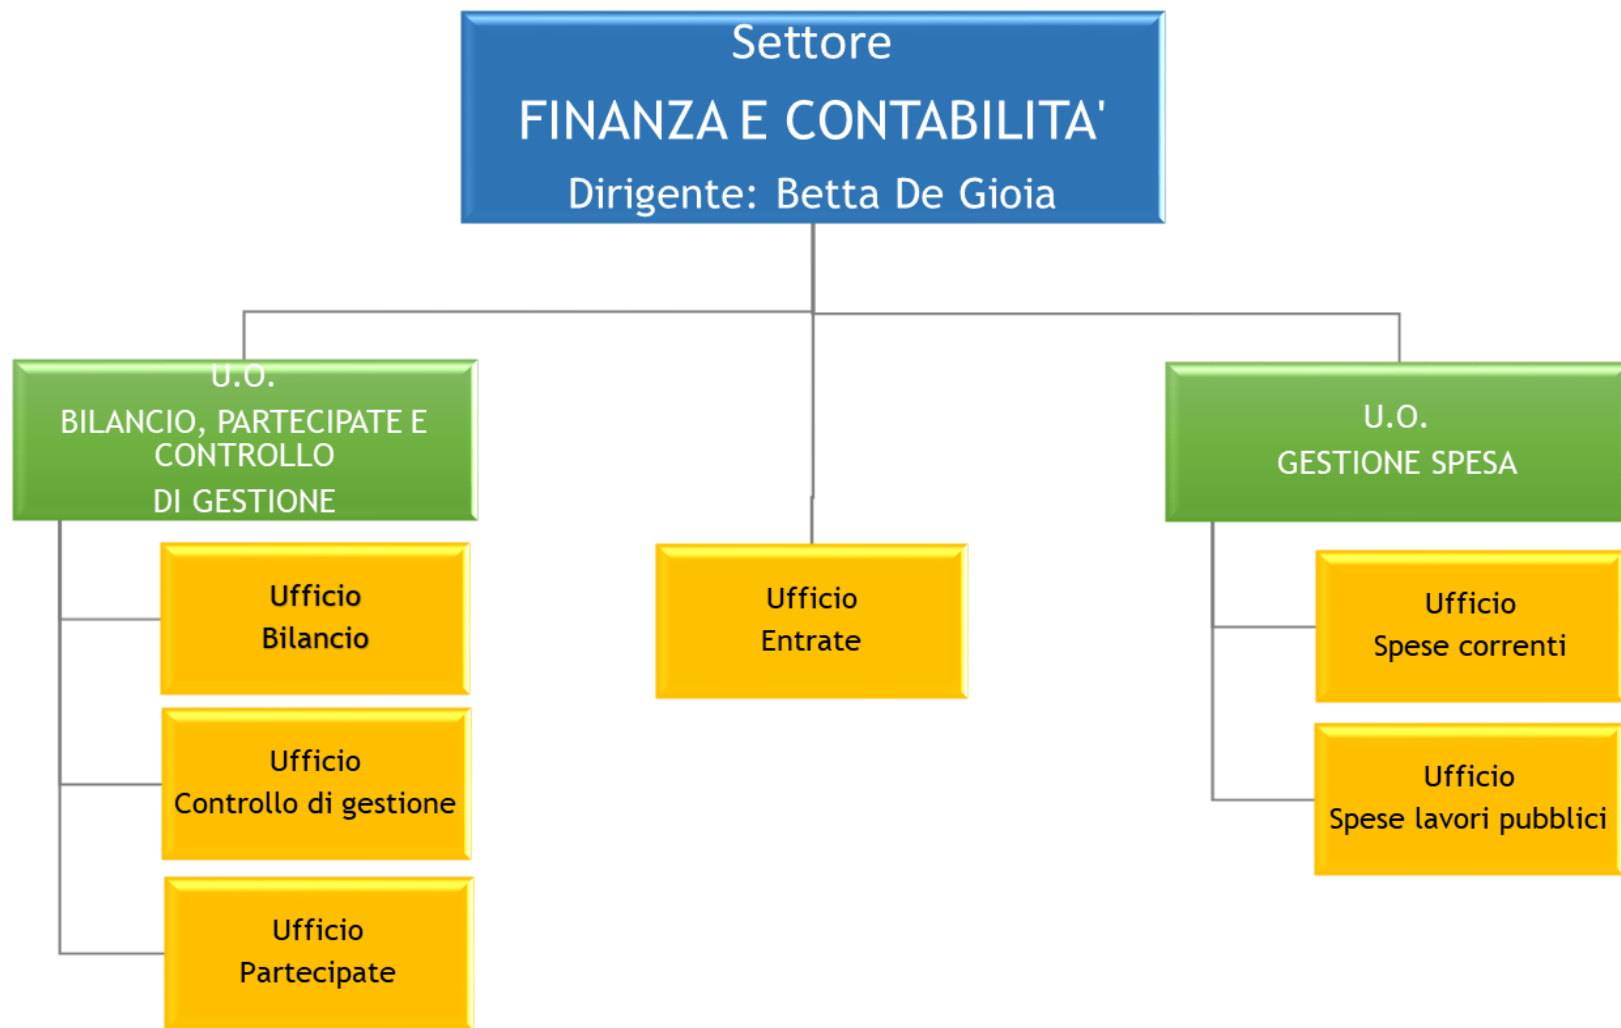 Settore
FINANZA E CONTABILITA'
Dirigente: Betta De Gioia
U.O.
BILANCIO, PARTECIPATE E
CONTROLLO
DI GESTIONE
U.O.
GESTIONE SPESA
Ufficio
Bilancio
Ufficio
Entrate
Ufficio
Spese correnti
Ufficio
Controllo di gestione
Ufficio
Spese lavori pubblici
Ufficio
Partecipate